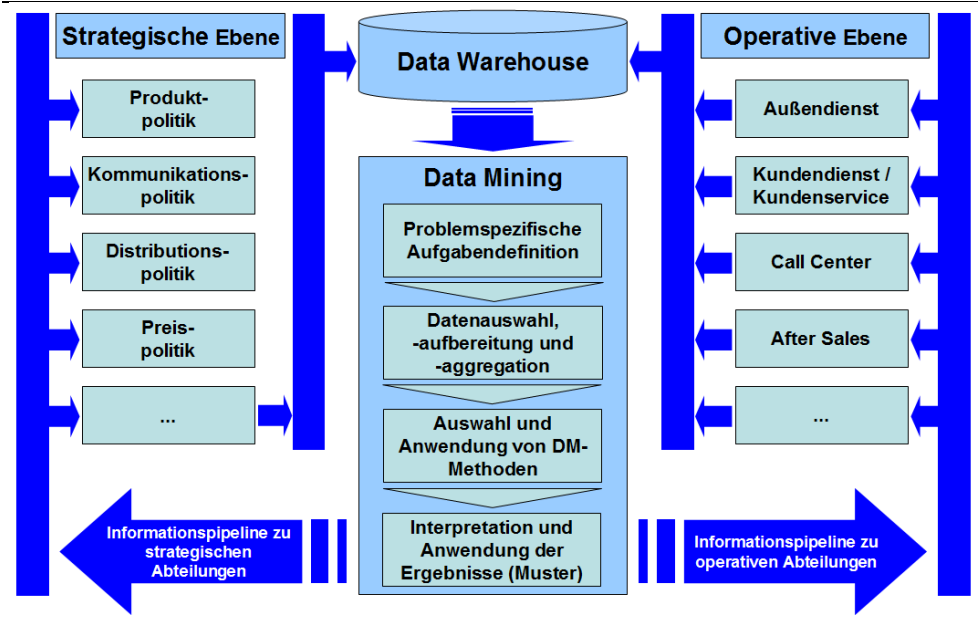 Strategische Ebene
Produkt-
politik
Kommunikations-
politik
Distributions-
politik
Preis-
politik
...
Informationspipeline zu
strategischen
Abteilungen
Data Warehouse
Data Mining
Problemspezifische
Aufgabendefinition
Datenauswahl,
-aufbereitung und
-aggregation
Auswahl und
Anwendung von DM-
Methoden
Interpretation und
Anwendung der
Ergebnisse (Muster)
Operative Ebene
Außendienst
Kundendienst /
Kundenservice
Call Center
After Sales
...
Informationspipeline zu
operativen Abteilungen